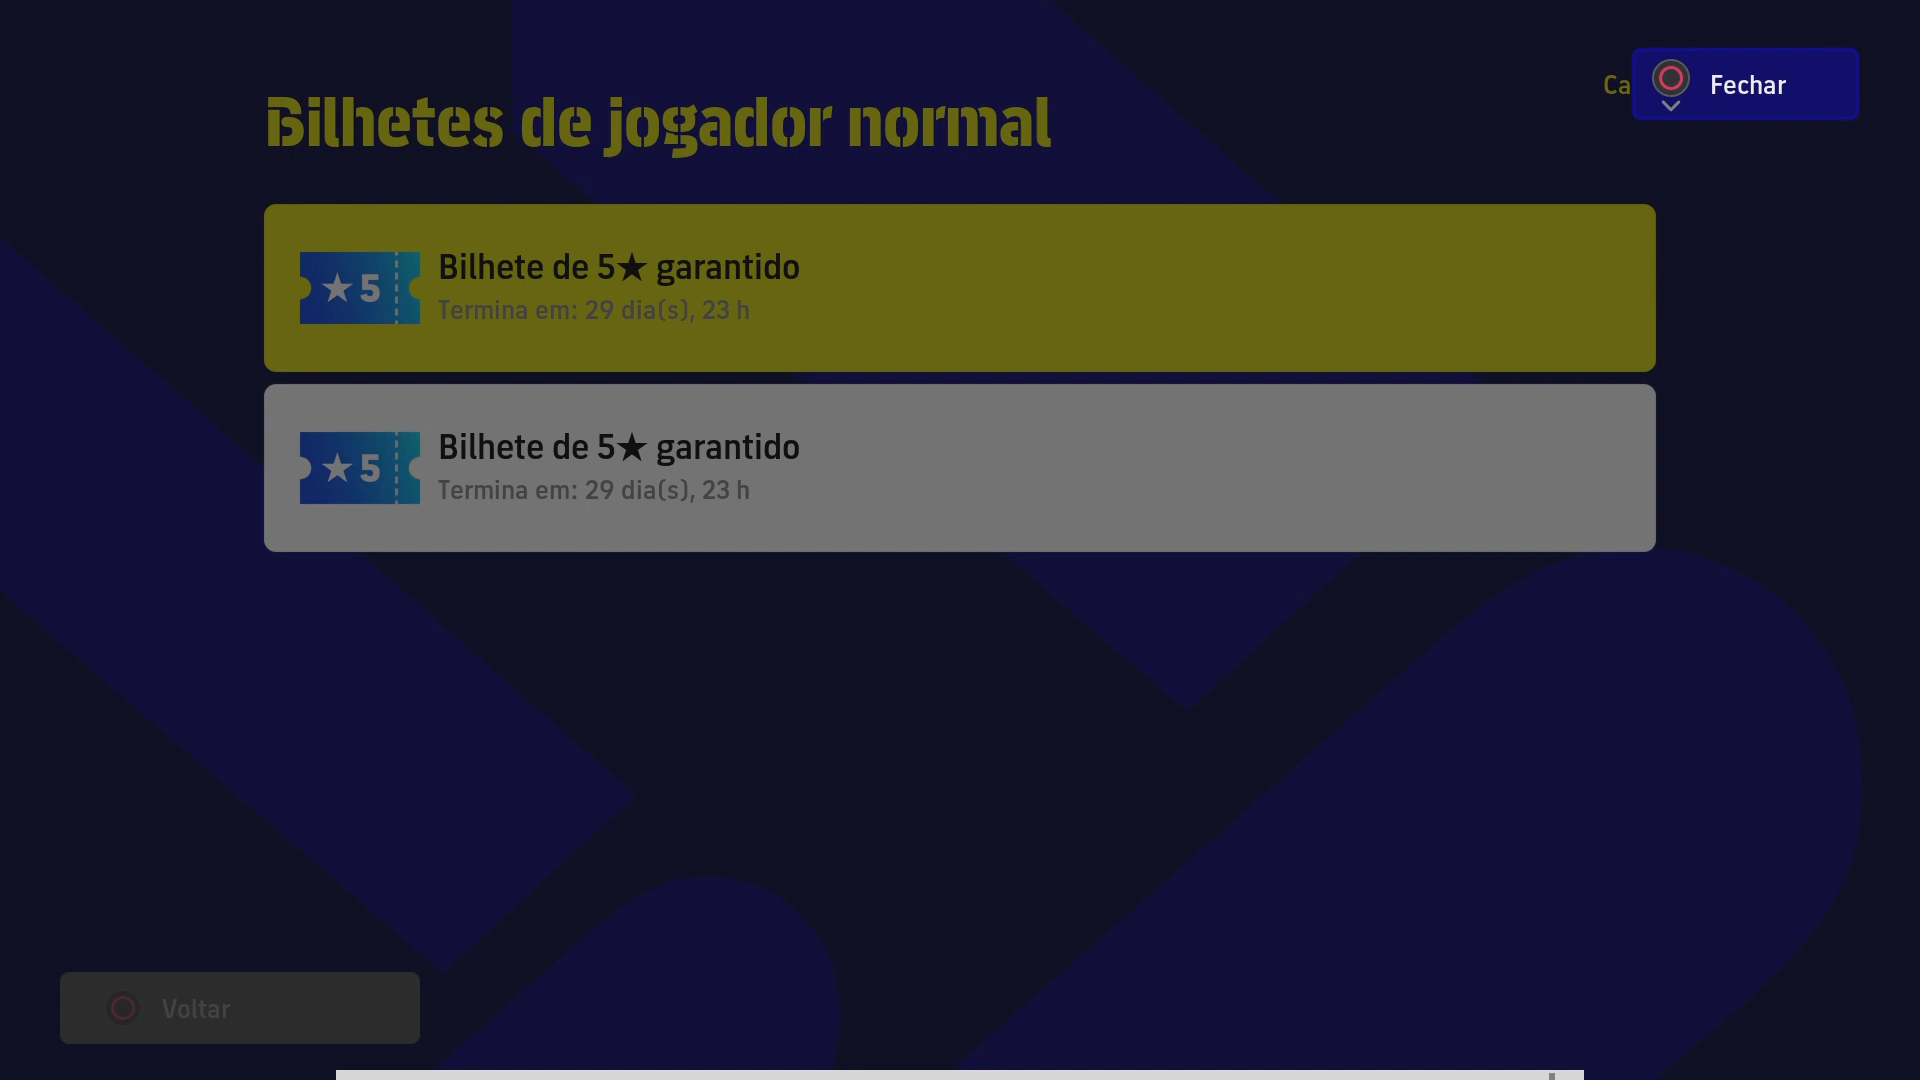 Bilhetes de jogador normal
Fechar
★5
Bilhete de 5★ garantido
Termina em: 29 dia(s), 23 h
★5
Bilhete de 5★ garantido
Termina em: 29 dia(s), 23 h
Voltar